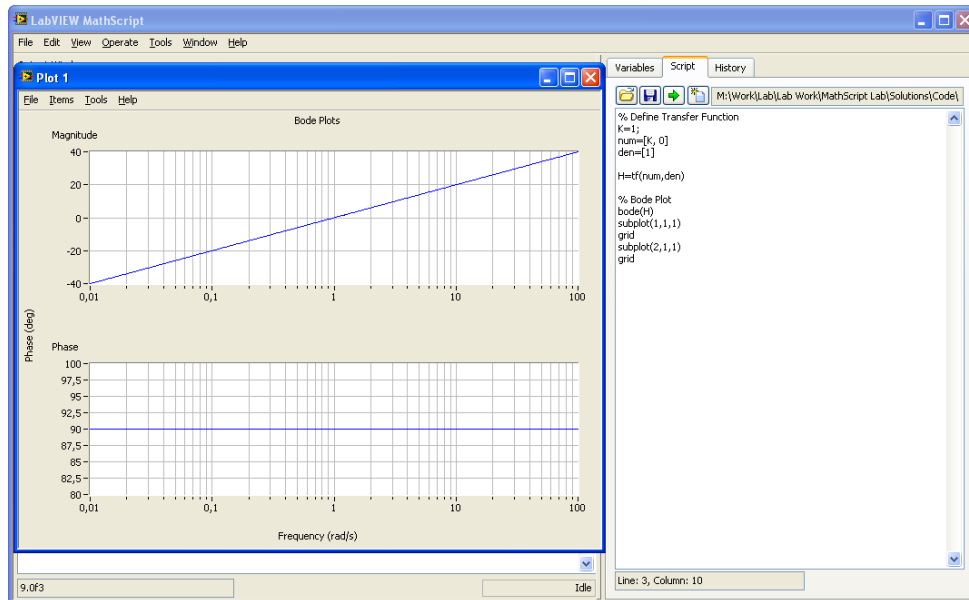 LabVIEW MathScript
File Edit View Operate Tools Window Help
Plot 1
File Items Tools Help
Bode Plots
Magnitude
40
20
0
-20
-40
0,01 0,1 1 10 100
Phase (deg)
Phase
100
97,5
95
92,5
90
87,5
85
82,5
80
0,01 0,1 1 10 100
Frequency (rad/s)
9.0f3
Idle
Variables Script History
M:\Work\Lab\Lab Work\MathScript Lab\Solutions\Code\
% Define Transfer Function
K=1;
num=[K, 0]
den=[1]
H=tf(num,den)
% Bode Plot
bode(H)
subplot(1,1,1)
grid
subplot(2,1,1)
grid
Line: 3, Column: 10